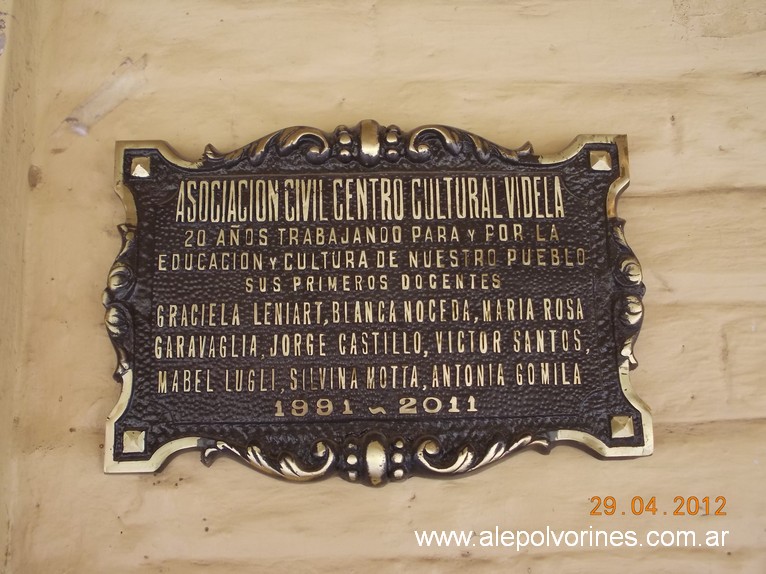 ASOCIACION CIVIL CENTRO CULTURAL VIDELA
20 AÑOS TRABAJANDO PARA Y POR LA
EDUCACION Y CULTURA DE NUESTRO PUEBLO
SUS PRIMEROS DOCENTES
GRACIELA LENIART, BLANCA NOCEDA, MARIA ROSA
GARAVAGLIA, JORGE CASTILLO, VICTOR SANTOS,
MABEL LUGLI, SILVINA MOTTA, ANTONIA GOMILA
1991 ~ 2011
29.04.2012
www.alepolvorines.com.ar